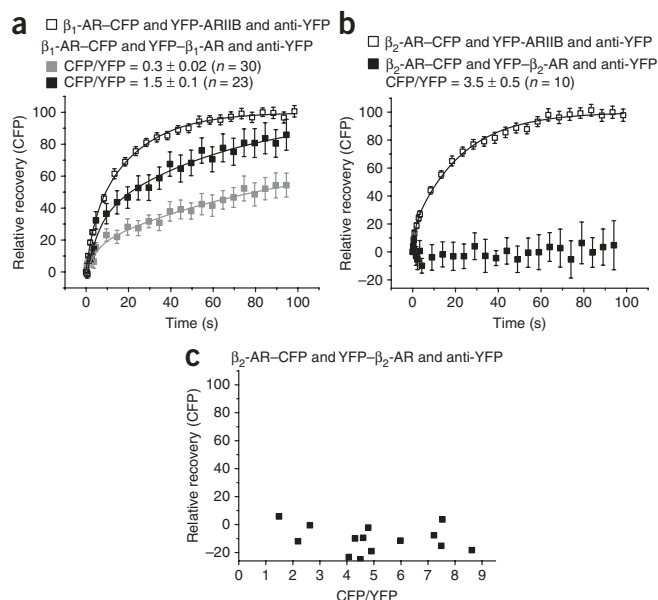 a
□ β1-AR–CFP and YFP-ARIIB and anti-YFP
β1-AR–CFP and YFP–β1-AR and anti-YFP
■ CFP/YFP = 0.3 ± 0.02 (n = 30)
■ CFP/YFP = 1.5 ± 0.1 (n = 23)
Relative recovery (CFP)
100
80
60
40
20
0
0 20 40 60 80 100
Time (s)
b
□ β2-AR–CFP and YFP-ARIIB and anti-YFP
■ β2-AR–CFP and YFP–β2-AR and anti-YFP
CFP/YFP = 3.5 ± 0.5 (n = 10)
Relative recovery (CFP)
100
80
60
40
20
0
–20
0 20 40 60 80 100
Time (s)
c
β2-AR–CFP and YFP–β2-AR and anti-YFP
Relative recovery (CFP)
100
80
60
40
20
0
–20
0 1 2 3 4 5 6 7 8 9
CFP/YFP